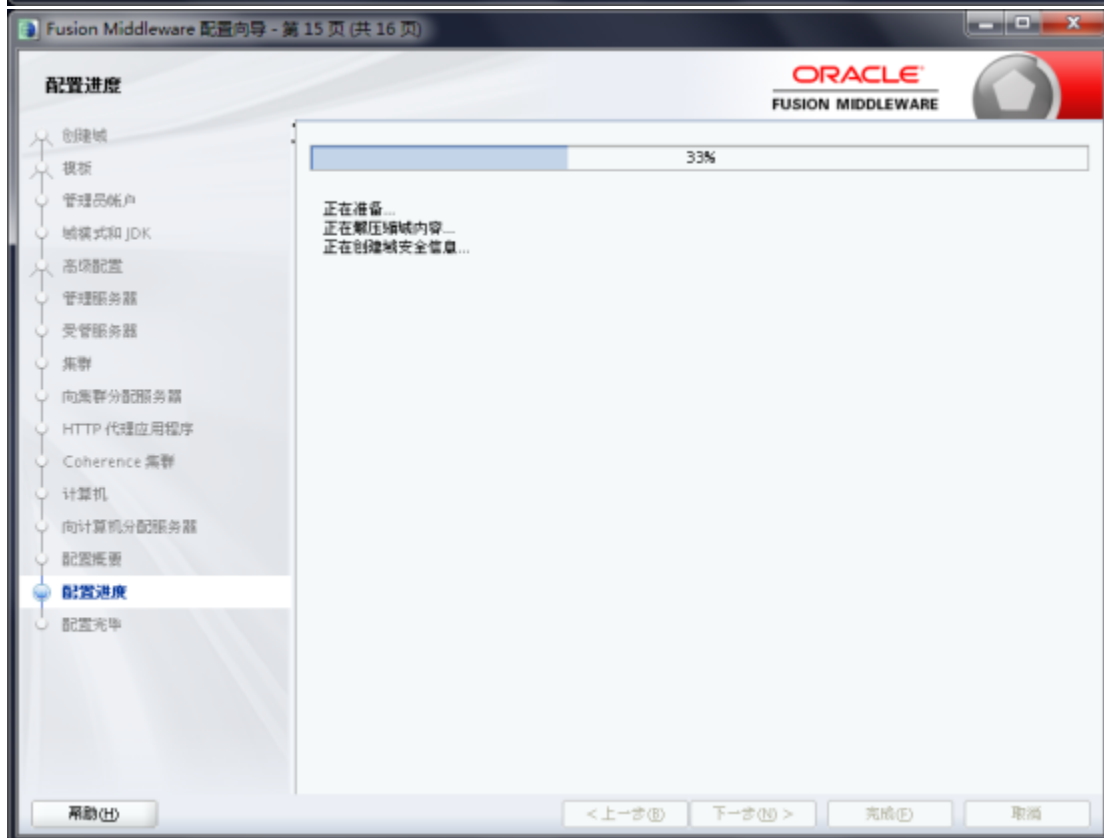 Fusion Middleware 配置向导 - 第 15 页 (共 16 页)
配置进度
ORACLE
FUSION MIDDLEWARE
创建域
模板
管理员帐户
域模式和 JDK
高级配置
管理服务器
受管服务器
集群
向集群分配服务器
HTTP 代理应用程序
Coherence 集群
计算机
向计算机分配服务器
配置概要
配置进度
配置完毕
33%
正在准备...
正在解压缩域内容...
正在创建域安全信息...
帮助(H)
< 上一步(B)
下一步(N) >
完成(F)
取消